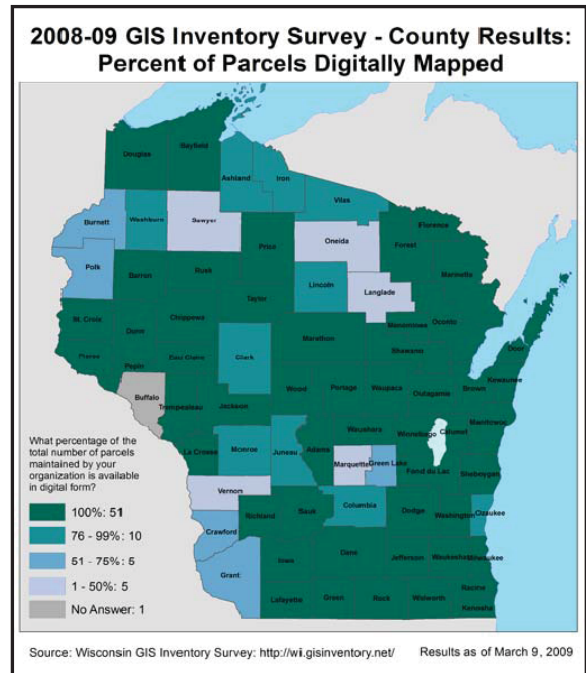 2008-09 GIS Inventory Survey - County Results:
Percent of Parcels Digitally Mapped
Douglas
Bayfield
Ashland
Iron
Vilas
Burnett
Washburn
Sawyer
Price
Oneida
Forest
Florence
Polk
Barron
Rusk
Lincoln
Langlade
Marinette
Taylor
St. Croix
Dunn
Chippewa
Marathon
Menominee
Oconto
Shawano
Door
Pierce
Pepin
Eau Claire
Clark
Buffalo
Trempealeau
Jackson
Wood
Portage
Waupaca
Outagamie
Brown
Kewaunee
What percentage of the
total number of parcels
maintained by your
organization is available
in digital form?
La Crosse
Monroe
Juneau
Adams
Waushara
Winnebago
Calumet
Manitowoc
Marquette
Green Lake
Fond du Lac
Sheboygan
Vernon
Richland
Sauk
Columbia
Dodge
Washington
Ozaukee
Crawford
Grant
Iowa
Dane
Jefferson
Waukesha
Milwaukee
Lafayette
Green
Rock
Walworth
Racine
Kenosha
100%: 51
76 - 99%: 10
51 - 75%: 5
1 - 50%: 5
No Answer: 1
Source: Wisconsin GIS Inventory Survey: http://wi.gisinventory.net/
Results as of March 9, 2009